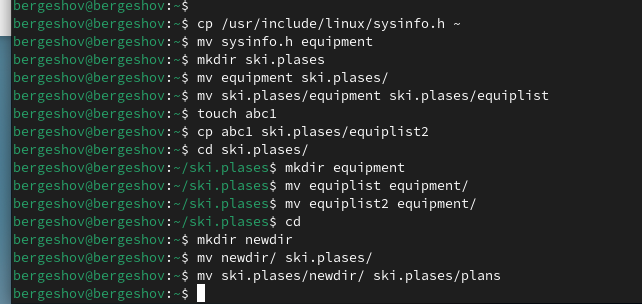 bergeshov@bergeshov:~$
bergeshov@bergeshov:~$ cp /usr/include/linux/sysinfo.h ~
bergeshov@bergeshov:~$ mv sysinfo.h equipment
bergeshov@bergeshov:~$ mkdir ski.plases
bergeshov@bergeshov:~$ mv equipment ski.plases/
bergeshov@bergeshov:~$ mv ski.plases/equipment ski.plases/equiplist
bergeshov@bergeshov:~$ touch abc1
bergeshov@bergeshov:~$ cp abc1 ski.plases/equiplist2
bergeshov@bergeshov:~$ cd ski.plases/
bergeshov@bergeshov:~/ski.plases$ mkdir equipment
bergeshov@bergeshov:~/ski.plases$ mv equiplist equipment/
bergeshov@bergeshov:~/ski.plases$ mv equiplist2 equipment/
bergeshov@bergeshov:~/ski.plases$ cd
bergeshov@bergeshov:~$ mkdir newdir
bergeshov@bergeshov:~$ mv newdir/ ski.plases/
bergeshov@bergeshov:~$ mv ski.plases/newdir/ ski.plases/plans
bergeshov@bergeshov:~$